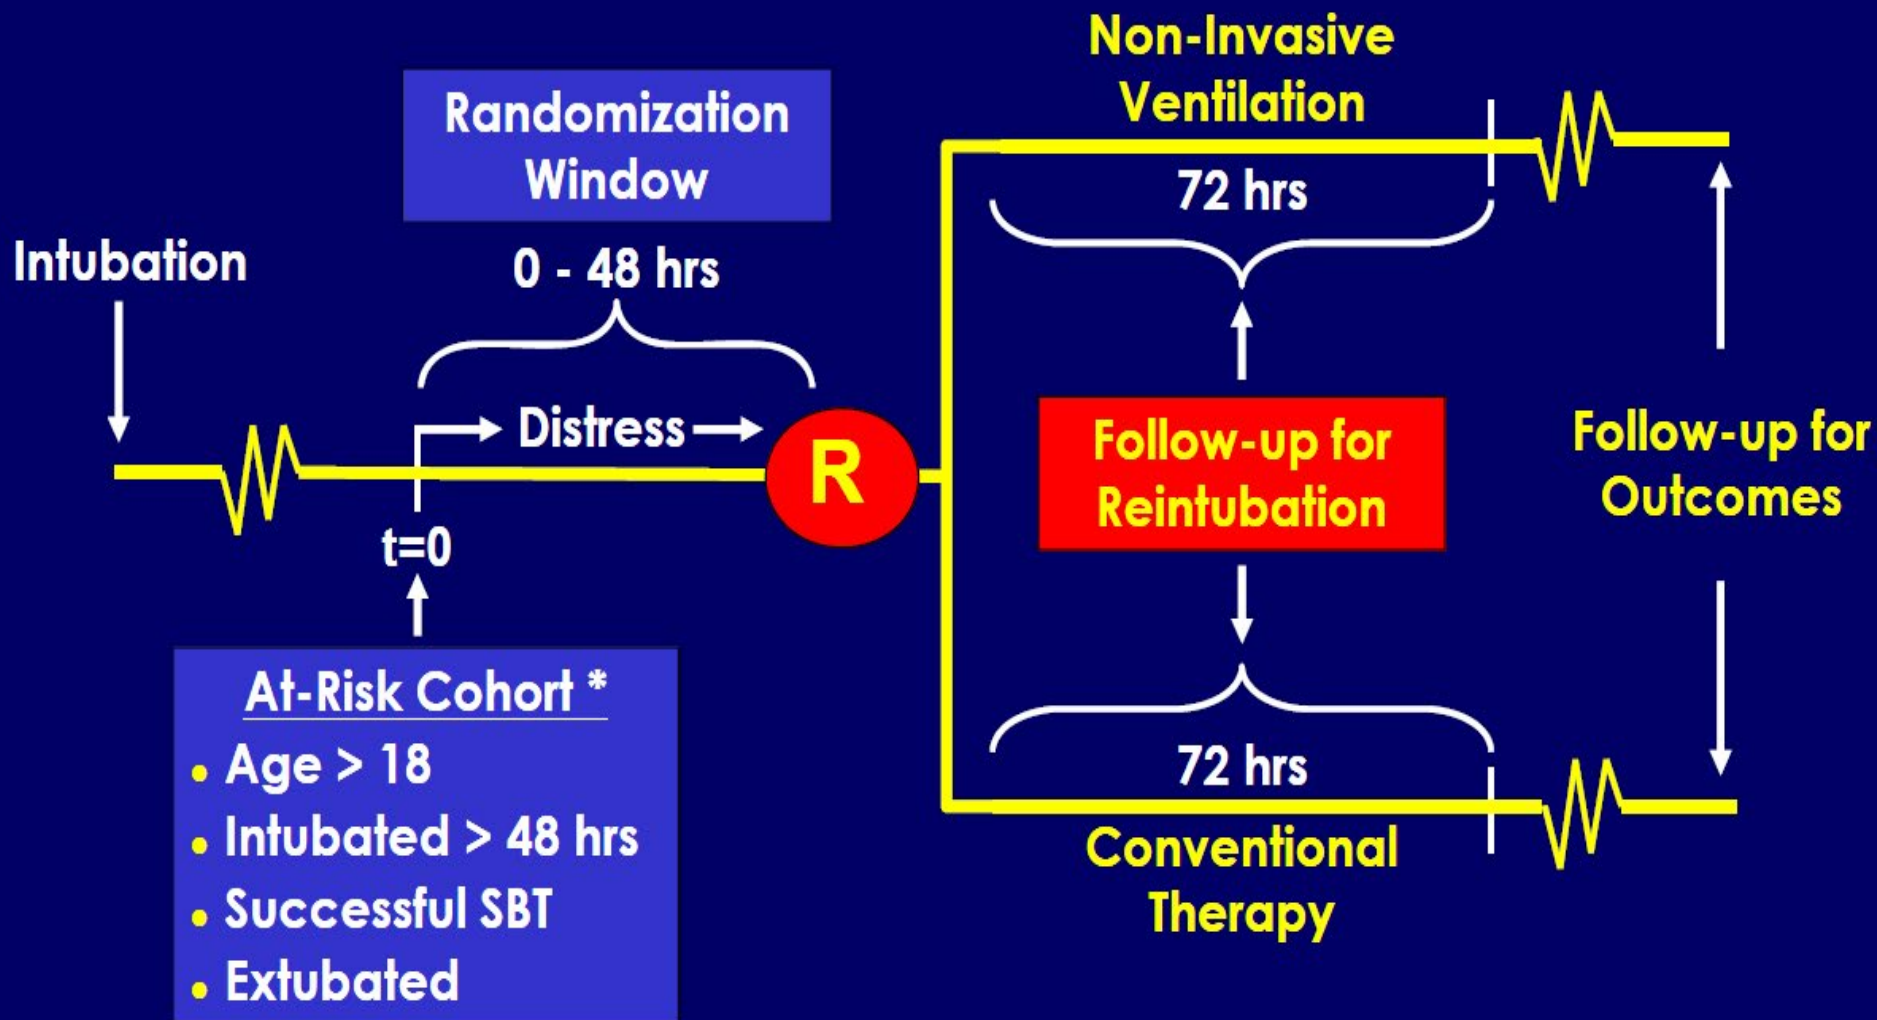 Non-Invasive
Ventilation
Randomization
Window
72 hrs
Intubation
0 - 48 hrs
Distress
R
Follow-up for
Reintubation
Follow-up for
Outcomes
t=0
At-Risk Cohort *
• Age > 18
• Intubated > 48 hrs
• Successful SBT
• Extubated
72 hrs
Conventional
Therapy